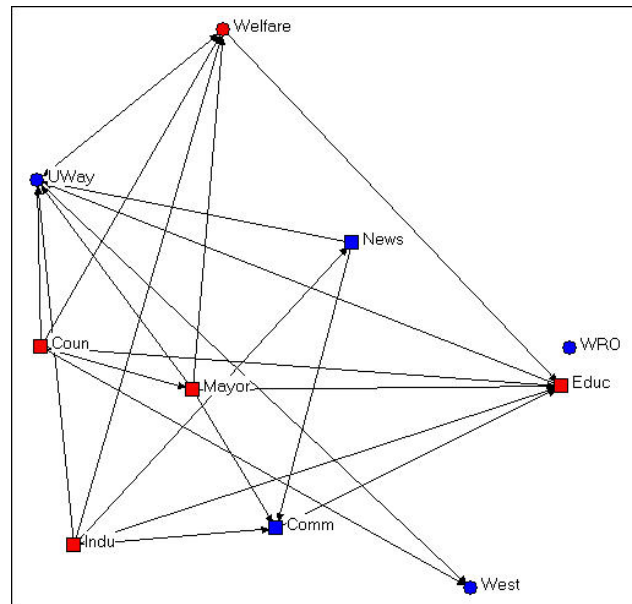 Welfare
UWay
News
Coun
WRO
Mayor
Educ
Comm
Indu
West